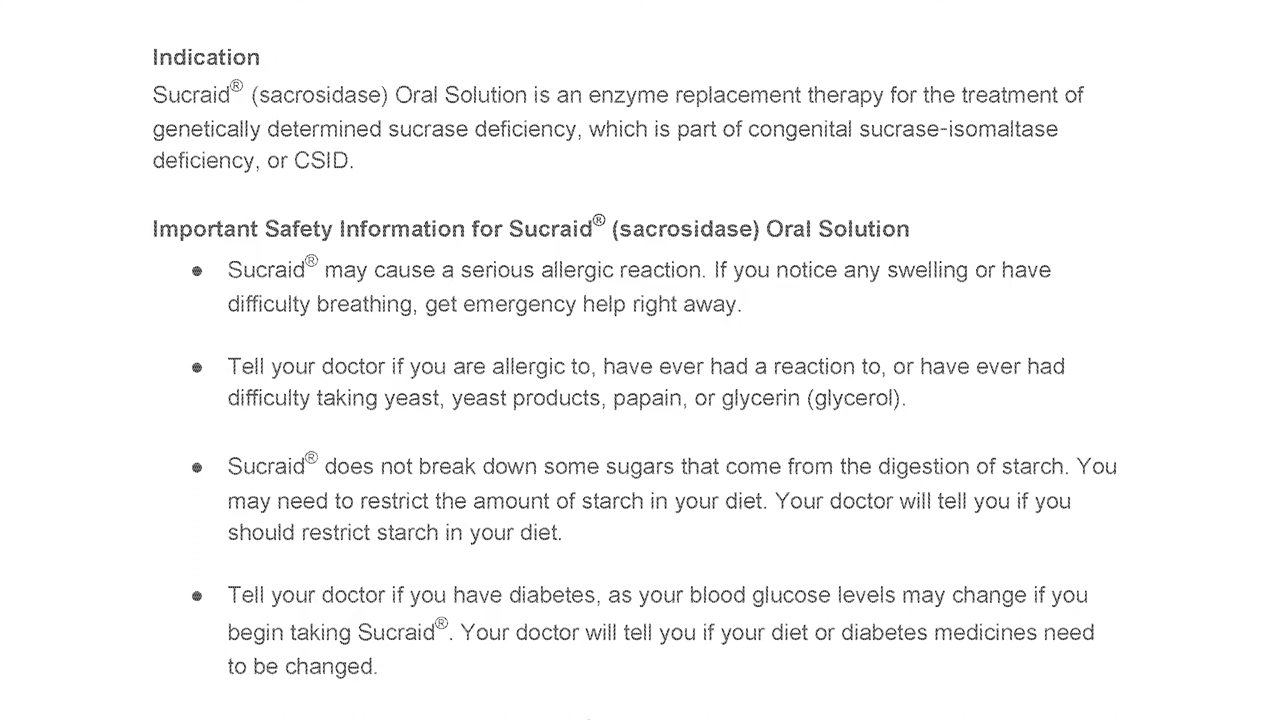 Indication
Sucraid® (sacrosidase) Oral Solution is an enzyme replacement therapy for the treatment of
genetically determined sucrase deficiency, which is part of congenital sucrase-isomaltase
deficiency, or CSID.
Important Safety Information for Sucraid® (sacrosidase) Oral Solution
● Sucraid® may cause a serious allergic reaction. If you notice any swelling or have
difficulty breathing, get emergency help right away.
● Tell your doctor if you are allergic to, have ever had a reaction to, or have ever had
difficulty taking yeast, yeast products, papain, or glycerin (glycerol).
● Sucraid® does not break down some sugars that come from the digestion of starch. You
may need to restrict the amount of starch in your diet. Your doctor will tell you if you
should restrict starch in your diet.
● Tell your doctor if you have diabetes, as your blood glucose levels may change if you
begin taking Sucraid®. Your doctor will tell you if your diet or diabetes medicines need
to be changed.